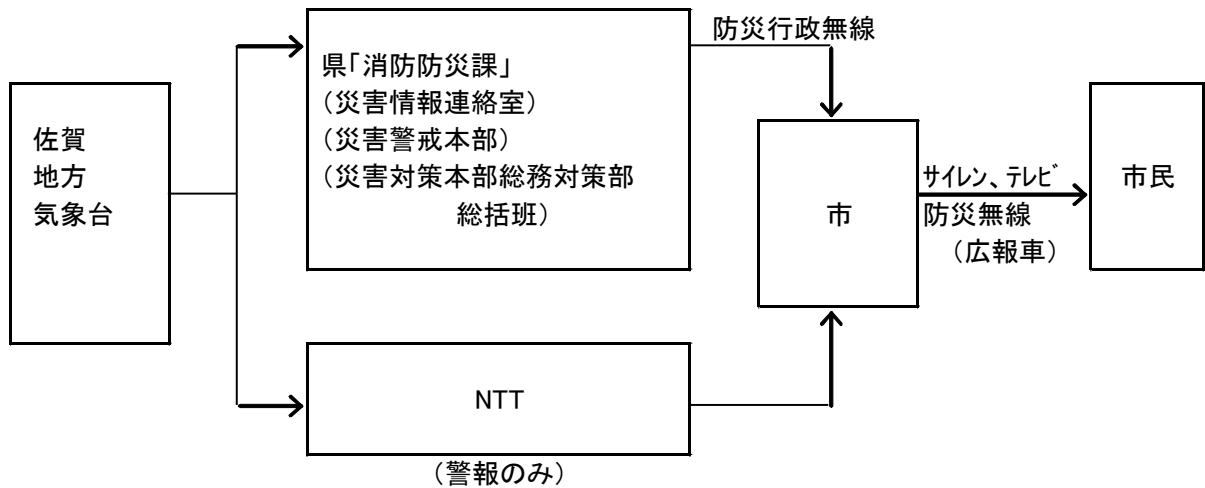 佐賀
地方
気象台
県「消防防災課」
（災害情報連絡室）
（災害警戒本部）
（災害対策本部総務対策部
総括班）
防災行政無線
NTT
（警報のみ）
市
サイレン、テレビ
防災無線
（広報車）
市民